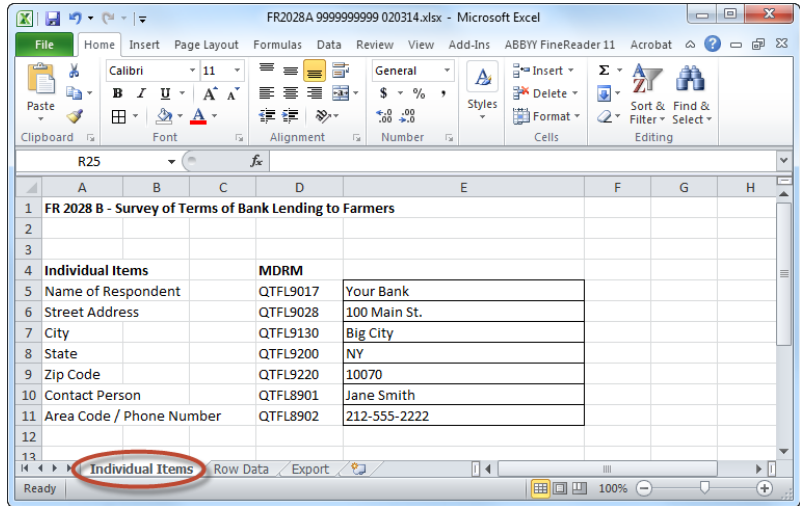 FR2028A 9999999999 020314.xlsx - Microsoft Excel
File Home Insert Page Layout Formulas Data Review View Add-Ins ABBYY FineReader 11 Acrobat
Calibri 11 General Insert Σ
Paste B I U A A $ % , Styles Delete Sort & Find &
A .0 .00 .00 .0 Format Filter Select
Clipboard Font Alignment Number Cells Editing
R25 fx
A B C D E F G H
1 FR 2028 B - Survey of Terms of Bank Lending to Farmers
2
3
4 Individual Items MDRM
5 Name of Respondent QTFL9017 Your Bank
6 Street Address QTFL9028 100 Main St.
7 City QTFL9130 Big City
8 State QTFL9200 NY
9 Zip Code QTFL9220 10070
10 Contact Person QTFL8901 Jane Smith
11 Area Code / Phone Number QTFL8902 212-555-2222
12
13
Individual Items Row Data Export
Ready 100%